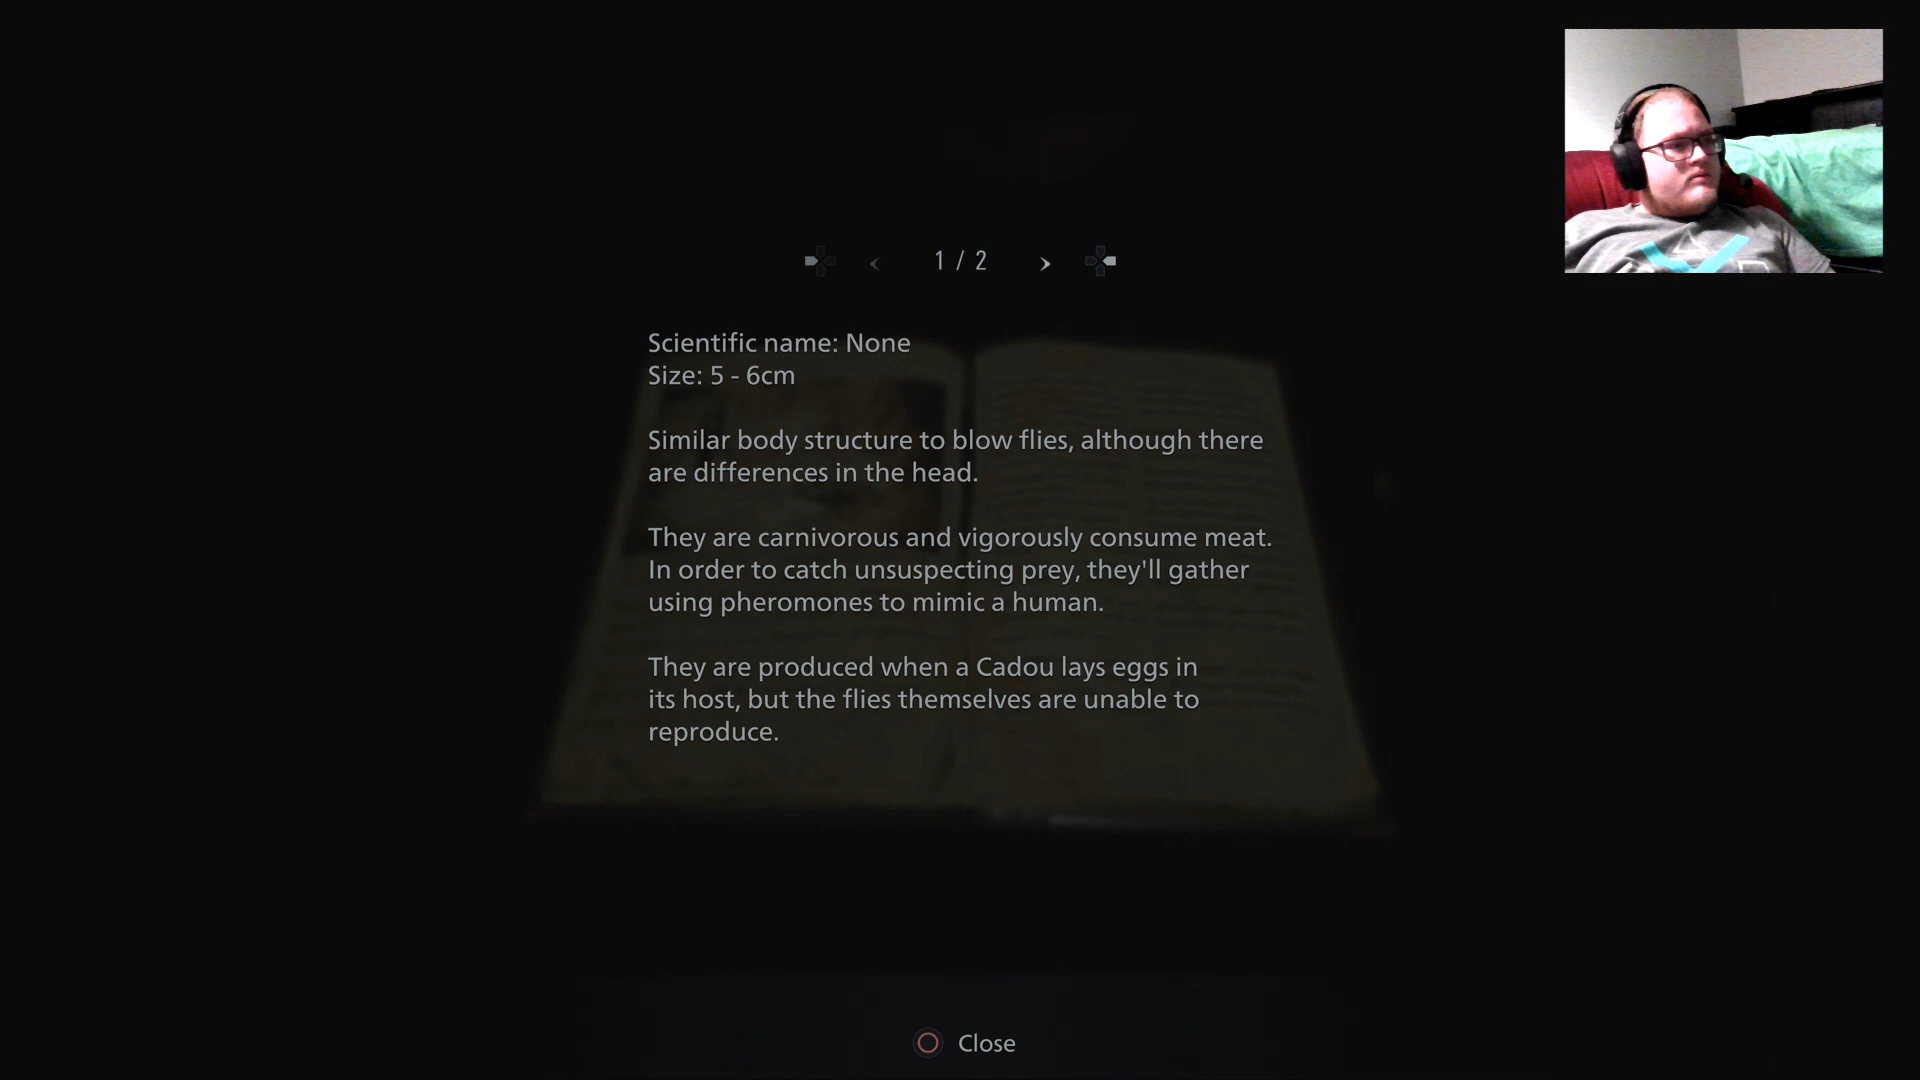 1 / 2
Scientific name: None
Size: 5 - 6cm
Similar body structure to blow flies, although there
are differences in the head.
They are carnivorous and vigorously consume meat.
In order to catch unsuspecting prey, they'll gather
using pheromones to mimic a human.
They are produced when a Cadou lays eggs in
its host, but the flies themselves are unable to
reproduce.
Close